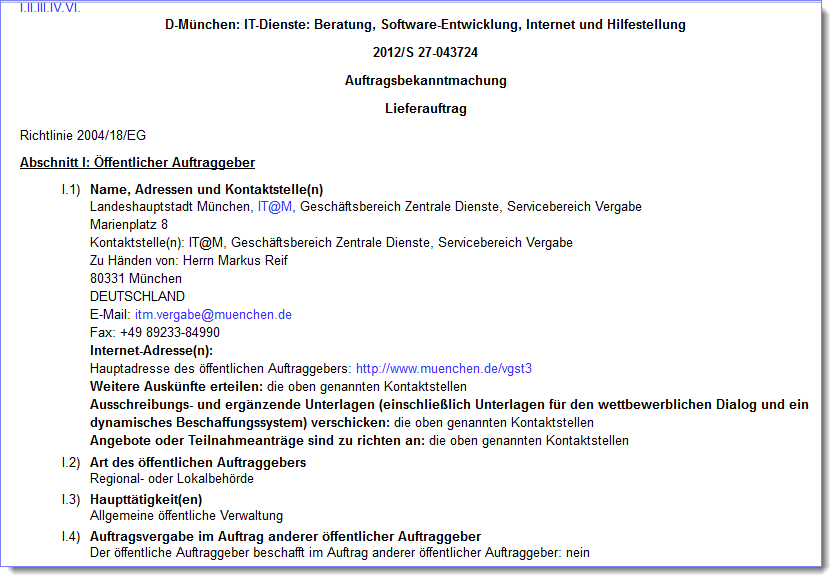 I.II.III.IV.VI.
D-München: IT-Dienste: Beratung, Software-Entwicklung, Internet und Hilfestellung
2012/S 27-043724
Auftragsbekanntmachung
Lieferauftrag
Richtlinie 2004/18/EG
Abschnitt I: Öffentlicher Auftraggeber
I.1) Name, Adressen und Kontaktstelle(n)
Landeshauptstadt München, IT@M, Geschäftsbereich Zentrale Dienste, Servicebereich Vergabe
Marienplatz 8
Kontaktstelle(n): IT@M, Geschäftsbereich Zentrale Dienste, Servicebereich Vergabe
Zu Händen von: Herrn Markus Reif
80331 München
DEUTSCHLAND
E-Mail: itm.vergabe@muenchen.de
Fax: +49 89233-84990
Internet-Adresse(n):
Hauptadresse des öffentlichen Auftraggebers: http://www.muenchen.de/vgst3
Weitere Auskünfte erteilen: die oben genannten Kontaktstellen
Ausschreibungs- und ergänzende Unterlagen (einschließlich Unterlagen für den wettbewerblichen Dialog und ein
dynamisches Beschaffungssystem) verschicken: die oben genannten Kontaktstellen
Angebote oder Teilnahmeanträge sind zu richten an: die oben genannten Kontaktstellen
I.2) Art des öffentlichen Auftraggebers
Regional- oder Lokalbehörde
I.3) Haupttätigkeit(en)
Allgemeine öffentliche Verwaltung
I.4) Auftragsvergabe im Auftrag anderer öffentlicher Auftraggeber
Der öffentliche Auftraggeber beschafft im Auftrag anderer öffentlicher Auftraggeber: nein